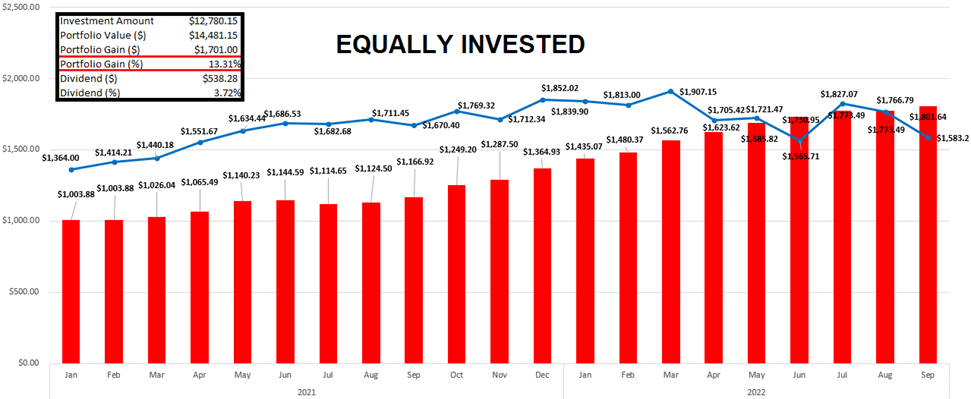 $2,500.00
Investment Amount $12,780.15
Portfolio Value ($) $14,481.15
Portfolio Gain ($) $1,701.00
Portfolio Gain (%) 13.31%
Dividend ($) $538.28
Dividend (%) 3.72%
EQUALLY INVESTED
$2,000.00
$1,500.00
$1,000.00
$500.00
$0.00
$1,364.00 $1,414.21 $1,440.18 $1,551.67 $1,634.44 $1,686.53 $1,682.68 $1,711.45 $1,670.40 $1,769.32 $1,712.34 $1,852.02 $1,839.90 $1,813.00 $1,907.15 $1,705.42 $1,721.47 $1,565.71 $1,827.07 $1,766.79 $1,583.2
$1,003.88 $1,003.88 $1,026.04 $1,065.49 $1,140.23 $1,144.59 $1,114.65 $1,124.50 $1,166.92 $1,249.20 $1,287.50 $1,364.93 $1,435.07 $1,480.37 $1,562.76 $1,623.62 $1,685.82 $1,730.95 $1,773.49 $1,773.49 $1,801.64
Jan Feb Mar Apr May Jun Jul Aug Sep Oct Nov Dec Jan Feb Mar Apr May Jun Jul Aug Sep
2021 2022